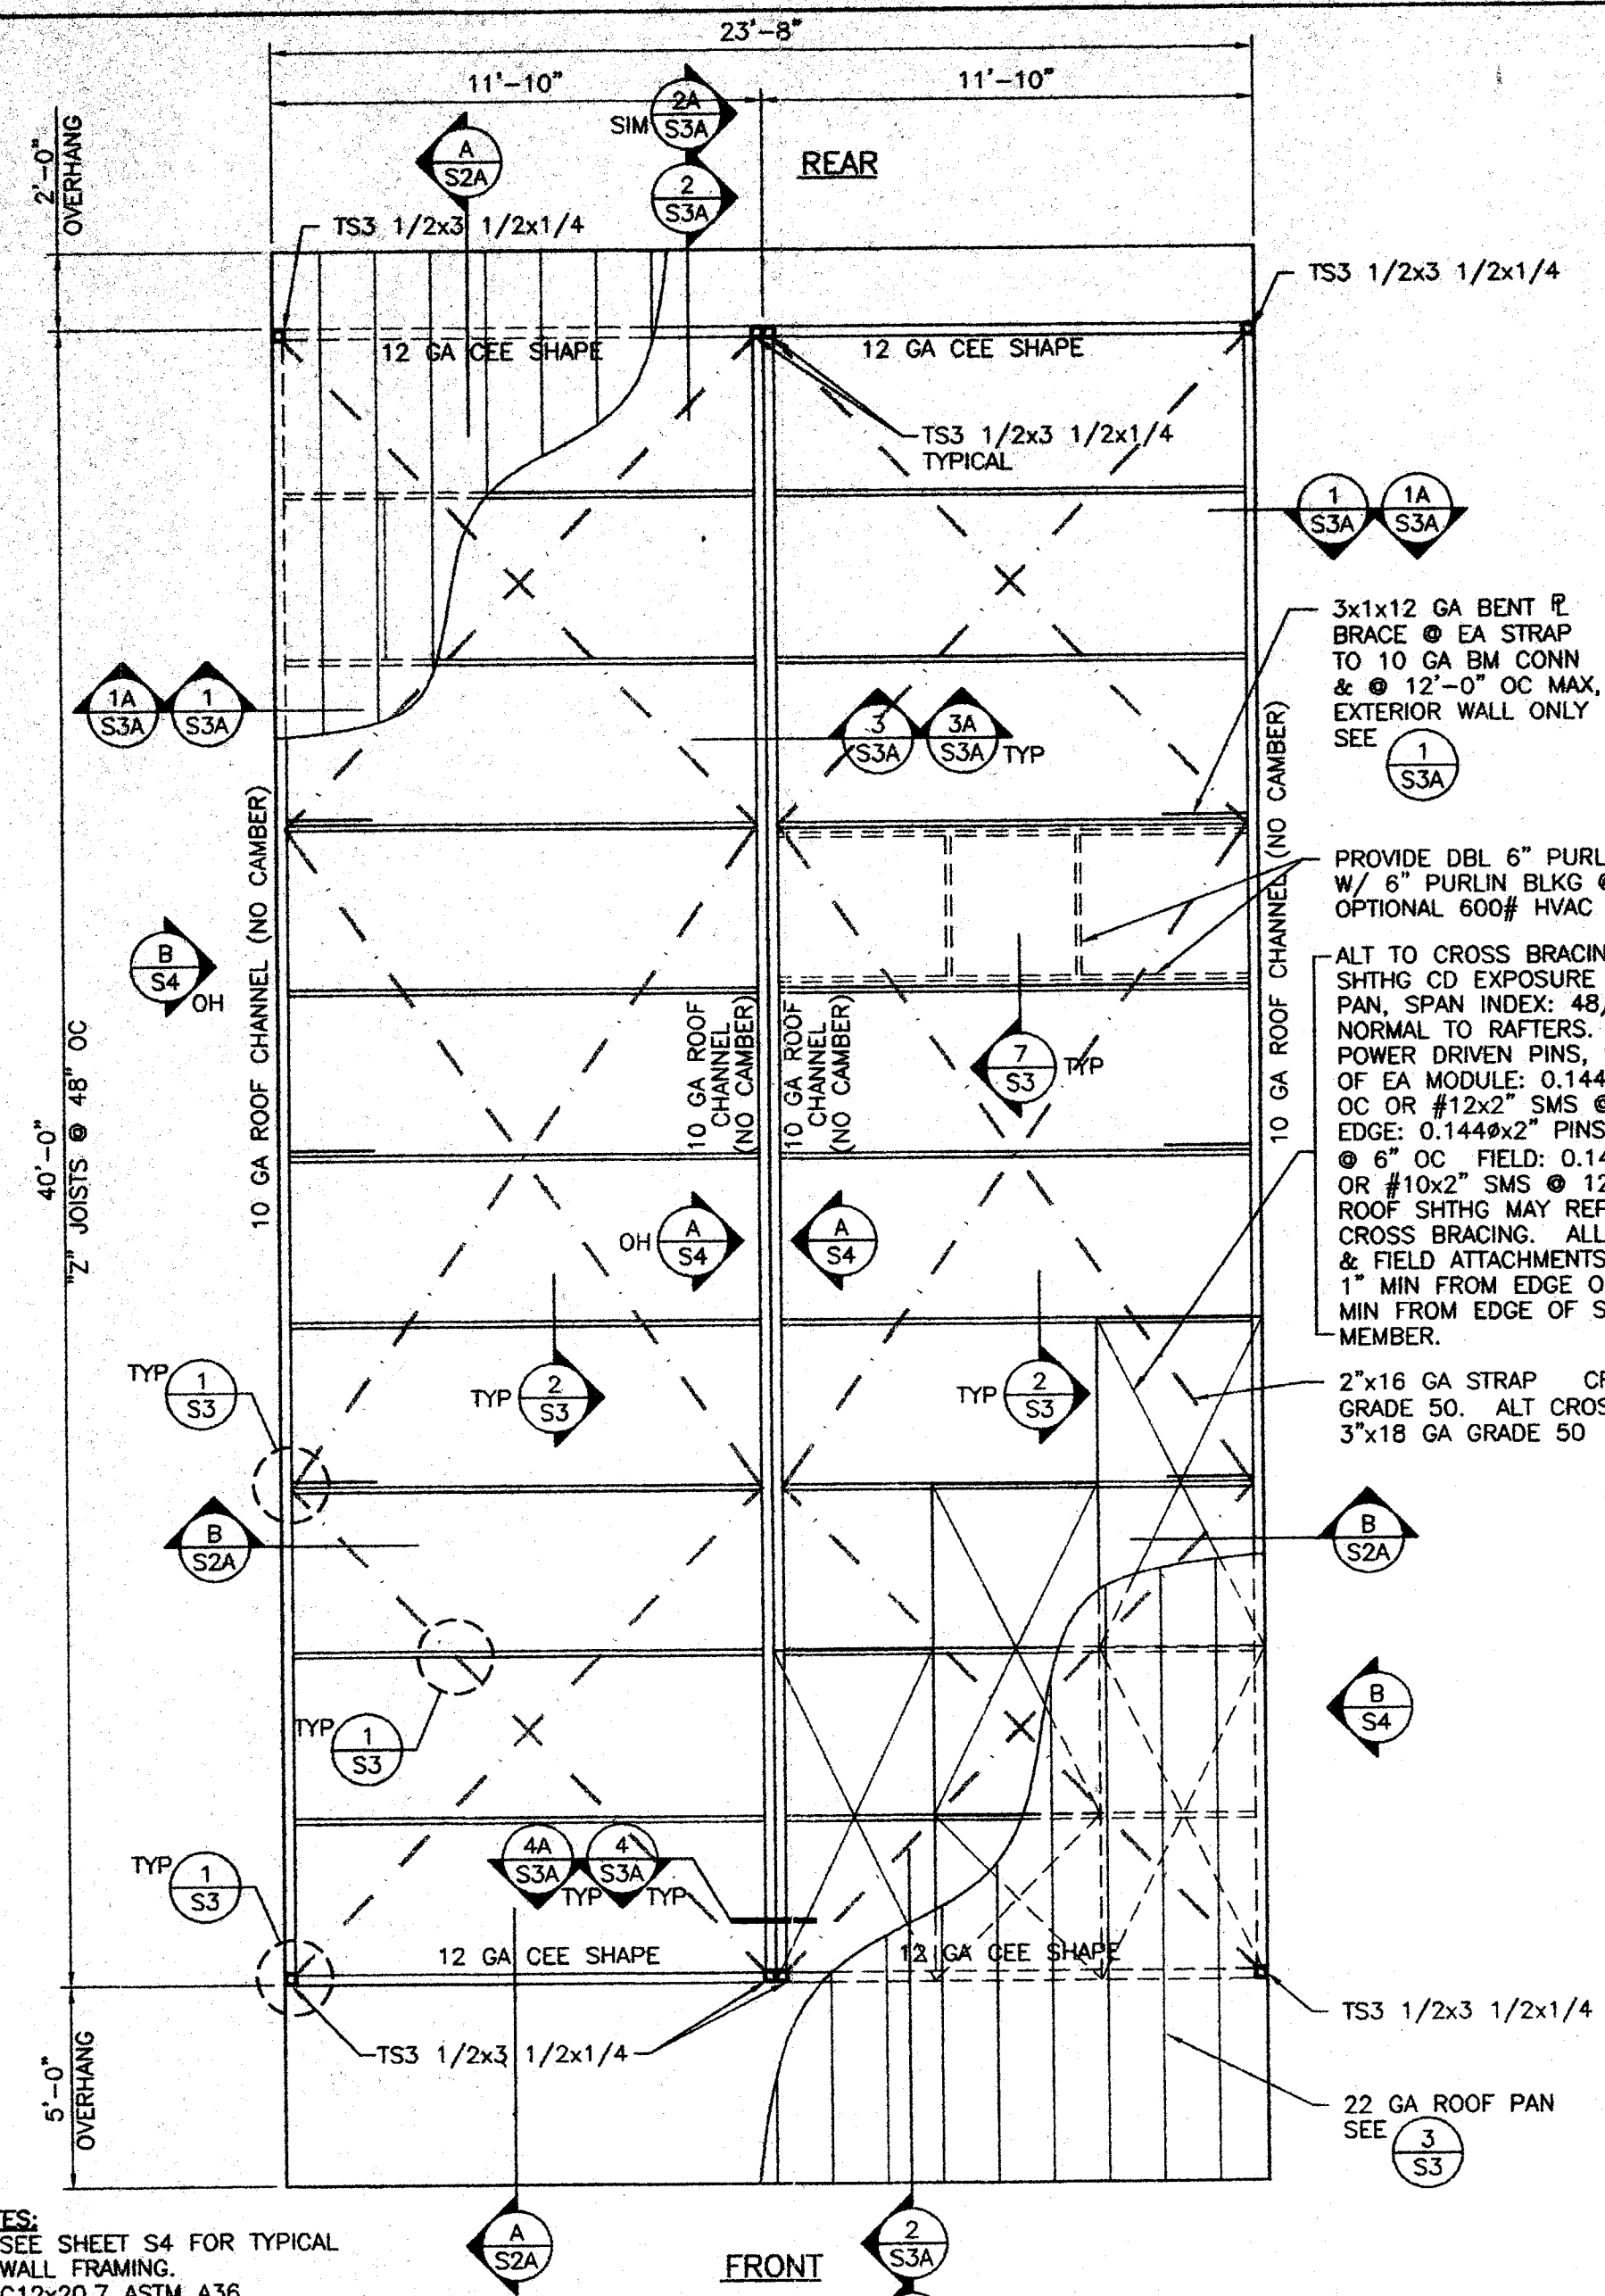 23'-8"
11'-10"
11'-10"
2'-0"
OVERHANG
SIM
2A
S3A
A
S2A
2
S3A
REAR
TS3 1/2x3 1/2x1/4
TS3 1/2x3 1/2x1/4
12 GA CEE SHAPE
12 GA CEE SHAPE
TS3 1/2x3 1/2x1/4
TYPICAL
1
S3A
1A
S3A
3x1x12 GA BENT ℄
BRACE @ EA STRAP
TO 10 GA BM CONN
& @ 12'-0" OC MAX,
EXTERIOR WALL ONLY
SEE
1
S3A
1A
S3A
1
S3A
3
S3A
3A
S3A
TYP
10 GA ROOF CHANNEL (NO CAMBER)
10 GA ROOF CHANNEL (NO CAMBER)
PROVIDE DBL 6" PURL
W/ 6" PURLIN BLKG @
OPTIONAL 600# HVAC
B
S4
OH
ALT TO CROSS BRACIN
SHTHG CD EXPOSURE
PAN, SPAN INDEX: 48/
NORMAL TO RAFTERS.
POWER DRIVEN PINS,
OF EA MODULE: 0.144
OC OR #12x2" SMS @
EDGE: 0.144øx2" PINS
@ 6" OC FIELD: 0.14
OR #10x2" SMS @ 12
ROOF SHTHG MAY REP
CROSS BRACING. ALL
& FIELD ATTACHMENTS
1" MIN FROM EDGE O
MIN FROM EDGE OF S
MEMBER.
10 GA ROOF
CHANNEL
(NO CAMBER)
10 GA ROOF
CHANNEL
(NO CAMBER)
7
S3
TYP
40'-0"
"Z" JOISTS @ 48" OC
OH
A
S4
A
S4
TYP
1
S3
TYP
2
S3
TYP
2
S3
2"x16 GA STRAP CR
GRADE 50. ALT CROS
3"x18 GA GRADE 50
B
S2A
B
S2A
TYP
1
S3
B
S4
TYP
1
S3
4A
S3A
TYP
4
S3A
TYP
12 GA CEE SHAPE
12 GA CEE SHAPE
TS3 1/2x3 1/2x1/4
TS3 1/2x3 1/2x1/4
5'-0"
OVERHANG
22 GA ROOF PAN
SEE
3
S3
SEE SHEET S4 FOR TYPICAL
WALL FRAMING.
C12x20.7 ASTM A36
A
S2A
FRONT
2
S3A